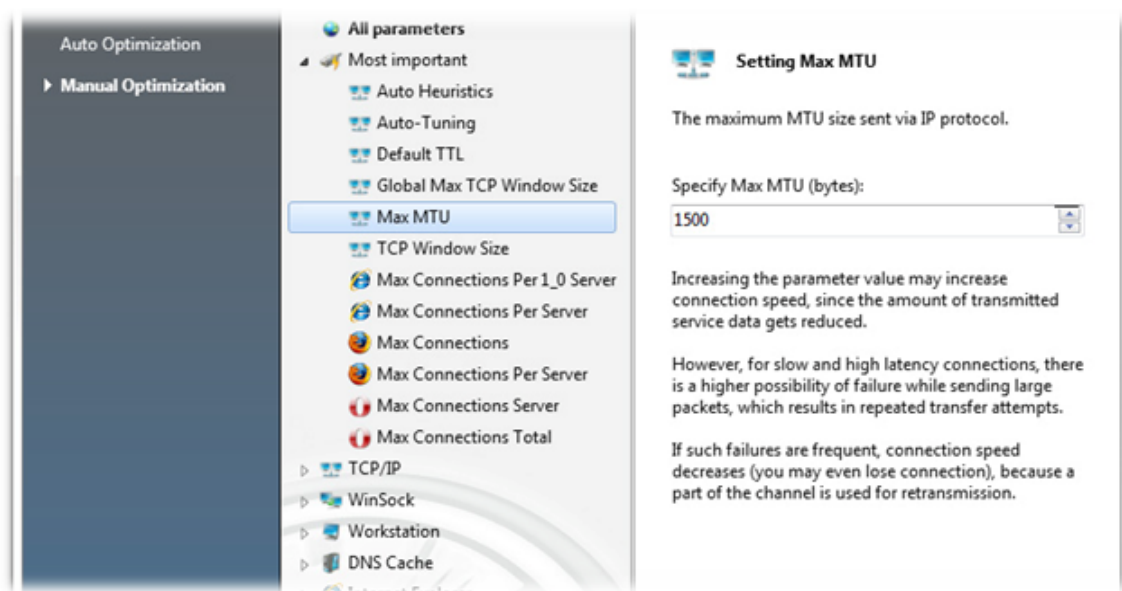 Auto Optimization
Manual Optimization
All parameters
Most important
Auto Heuristics
Auto-Tuning
Default TTL
Global Max TCP Window Size
Max MTU
TCP Window Size
Max Connections Per 1_0 Server
Max Connections Per Server
Max Connections
Max Connections Per Server
Max Connections Server
Max Connections Total
TCP/IP
WinSock
Workstation
DNS Cache
Setting Max MTU
The maximum MTU size sent via IP protocol.
Specify Max MTU (bytes):
1500
Increasing the parameter value may increase
connection speed, since the amount of transmitted
service data gets reduced.
However, for slow and high latency connections, there
is a higher possibility of failure while sending large
packets, which results in repeated transfer attempts.
If such failures are frequent, connection speed
decreases (you may even lose connection), because a
part of the channel is used for retransmission.